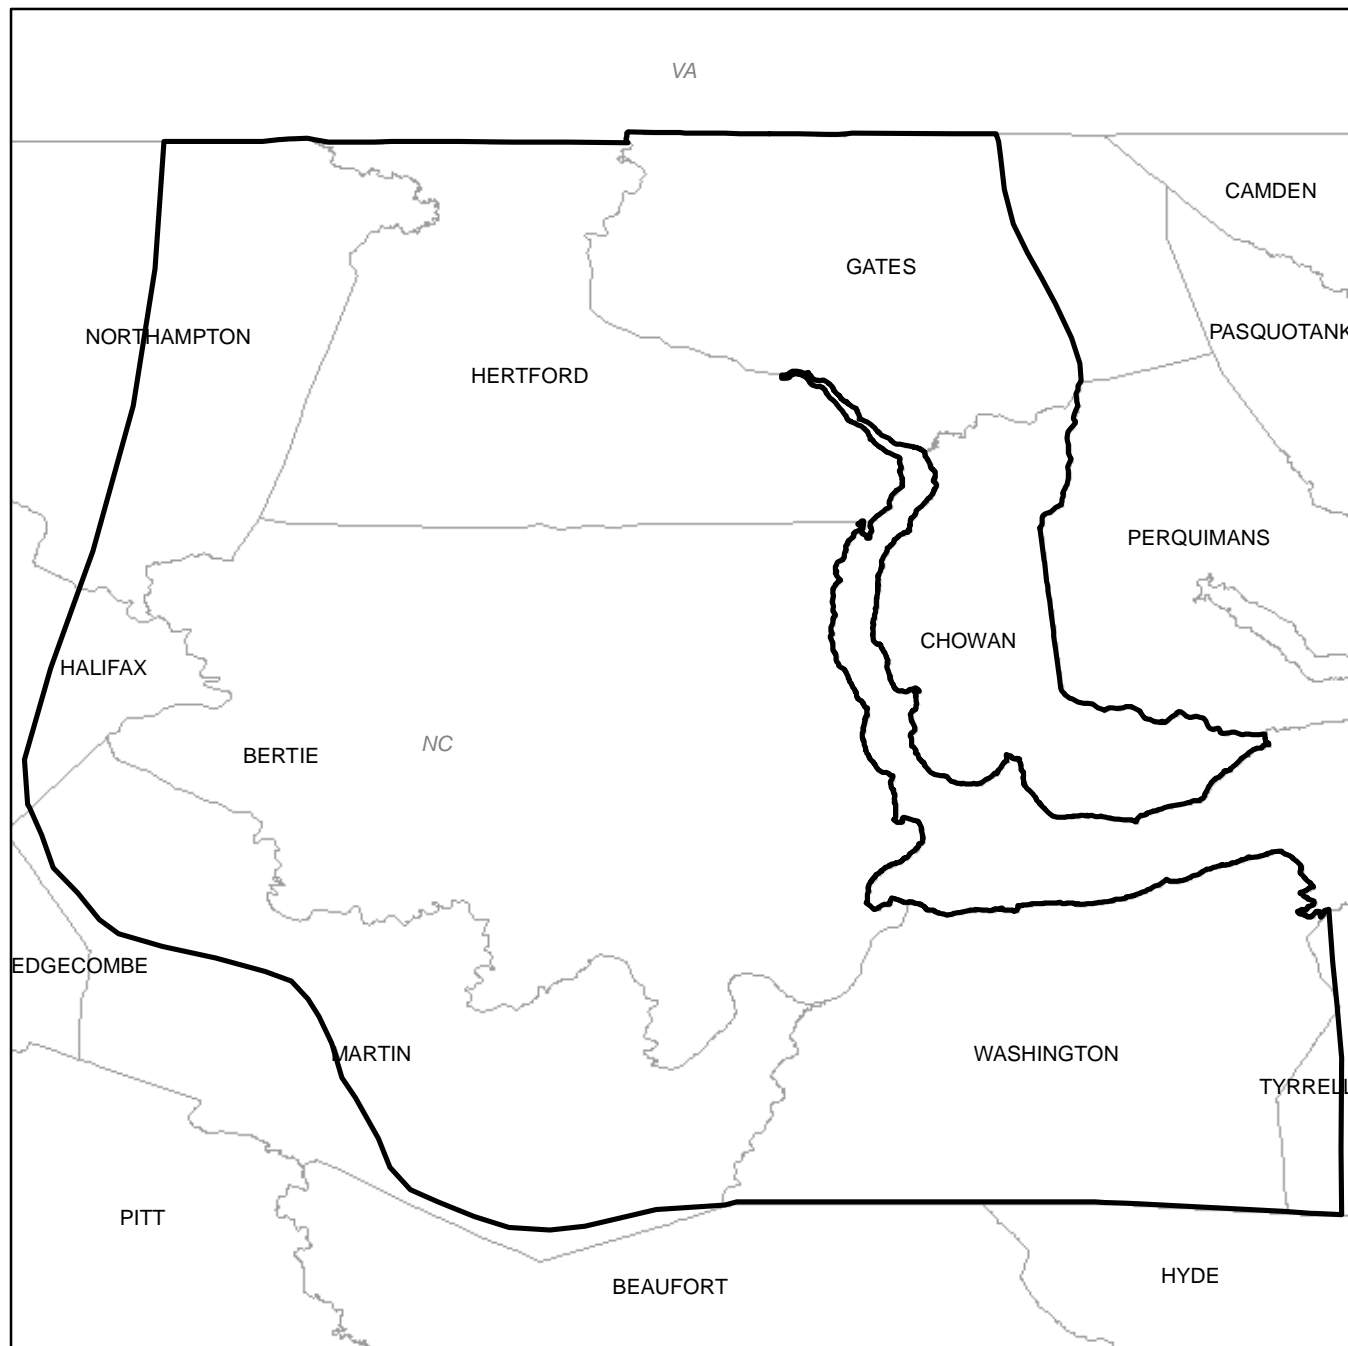 VA
CAMDEN
GATES
PASQUOTANK
NORTHAMPTON
HERTFORD
PERQUIMANS
CHOWAN
HALIFAX
NC
BERTIE
EDGECOMBE
MARTIN
WASHINGTON
TYRRELL
PITT
HYDE
BEAUFORT